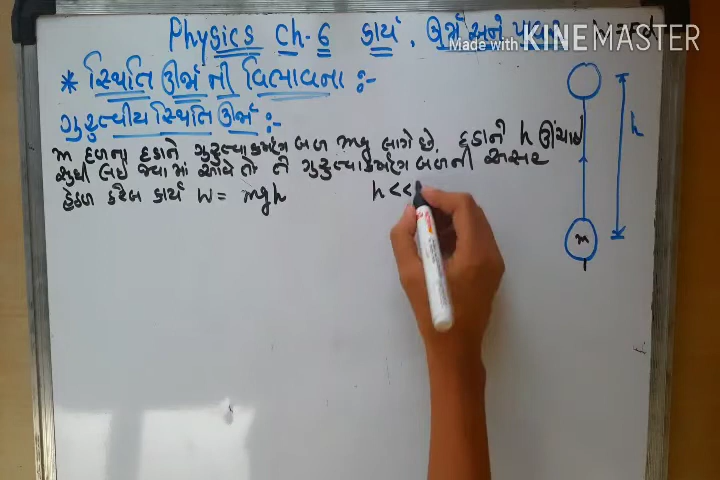 Physics Ch-6 કાર્ય, ઊર્જા અને
Made with KINEMASTER
* સ્થિતિ ઊર્જા ની વિભાવના :-
ગુરુત્વીય સ્થિતિ ઊર્જા :-
m દળના દડાને ગુરુત્વાકર્ષણ બળ mg લાગે છે. દડાને h ઊંચાઈ
સુધી લઈ જવામાં આવે તો તે ગુરુત્વાકર્ષણ બળની અસર
હેઠળ કરેલ કાર્ય W = mgh h<<
h
m